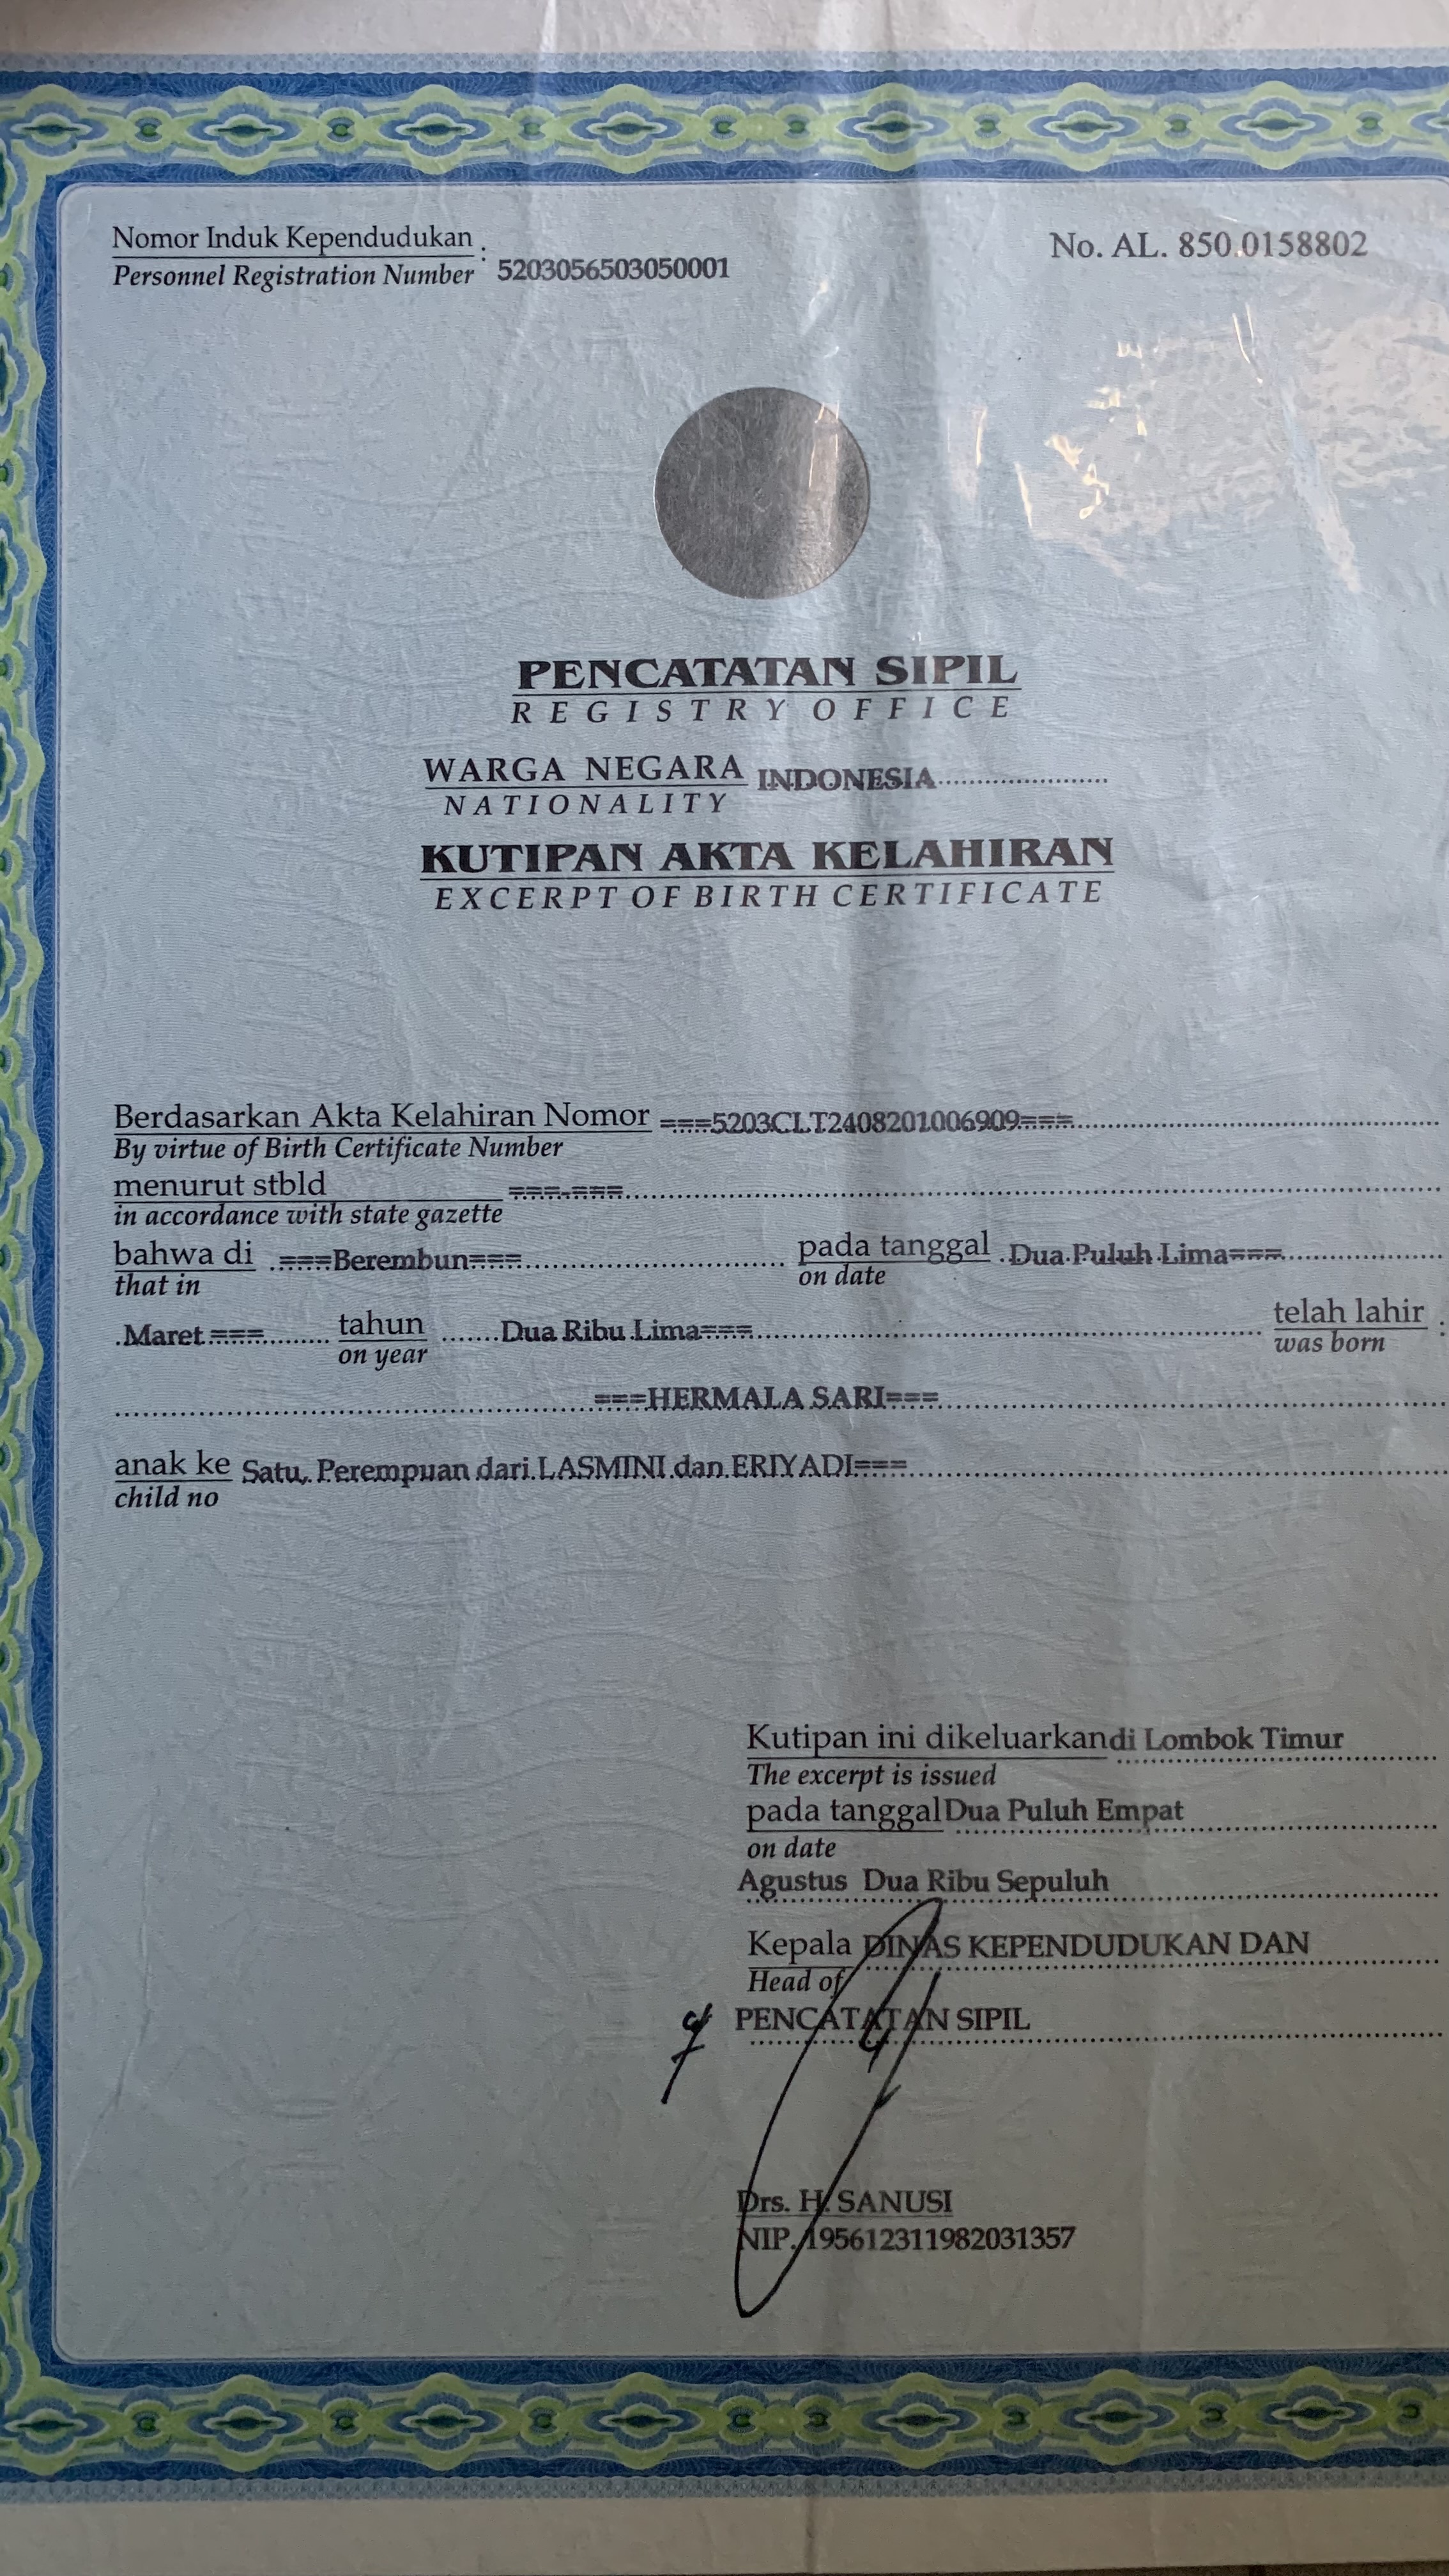 Nomor Induk Kependudukan :
Personnel Registration Number 5203056503050001
No. AL. 850.0158802
PENCATATAN SIPIL
REGISTRY OFFICE
WARGA NEGARA INDONESIA
NATIONALITY
KUTIPAN AKTA KELAHIRAN
EXCERPT OF BIRTH CERTIFICATE
Berdasarkan Akta Kelahiran Nomor ===5203CLT2408201006909===
By virtue of Birth Certificate Number
menurut stbld ===-===
in accordance with state gazette
bahwa di ===Berembun=== pada tanggal Dua Puluh Lima===
that in on date
Maret === tahun Dua Ribu Lima=== telah lahir :
on year was born
===HERMALA SARI===
anak ke Satu, Perempuan dari LASMINI dan ERIYADI===
child no
Kutipan ini dikeluarkan di Lombok Timur
The excerpt is issued
pada tanggal Dua Puluh Empat
on date
Agustus Dua Ribu Sepuluh
Kepala DINAS KEPENDUDUKAN DAN
Head of
PENCATATAN SIPIL
Drs. H. SANUSI
NIP. 195612311982031357